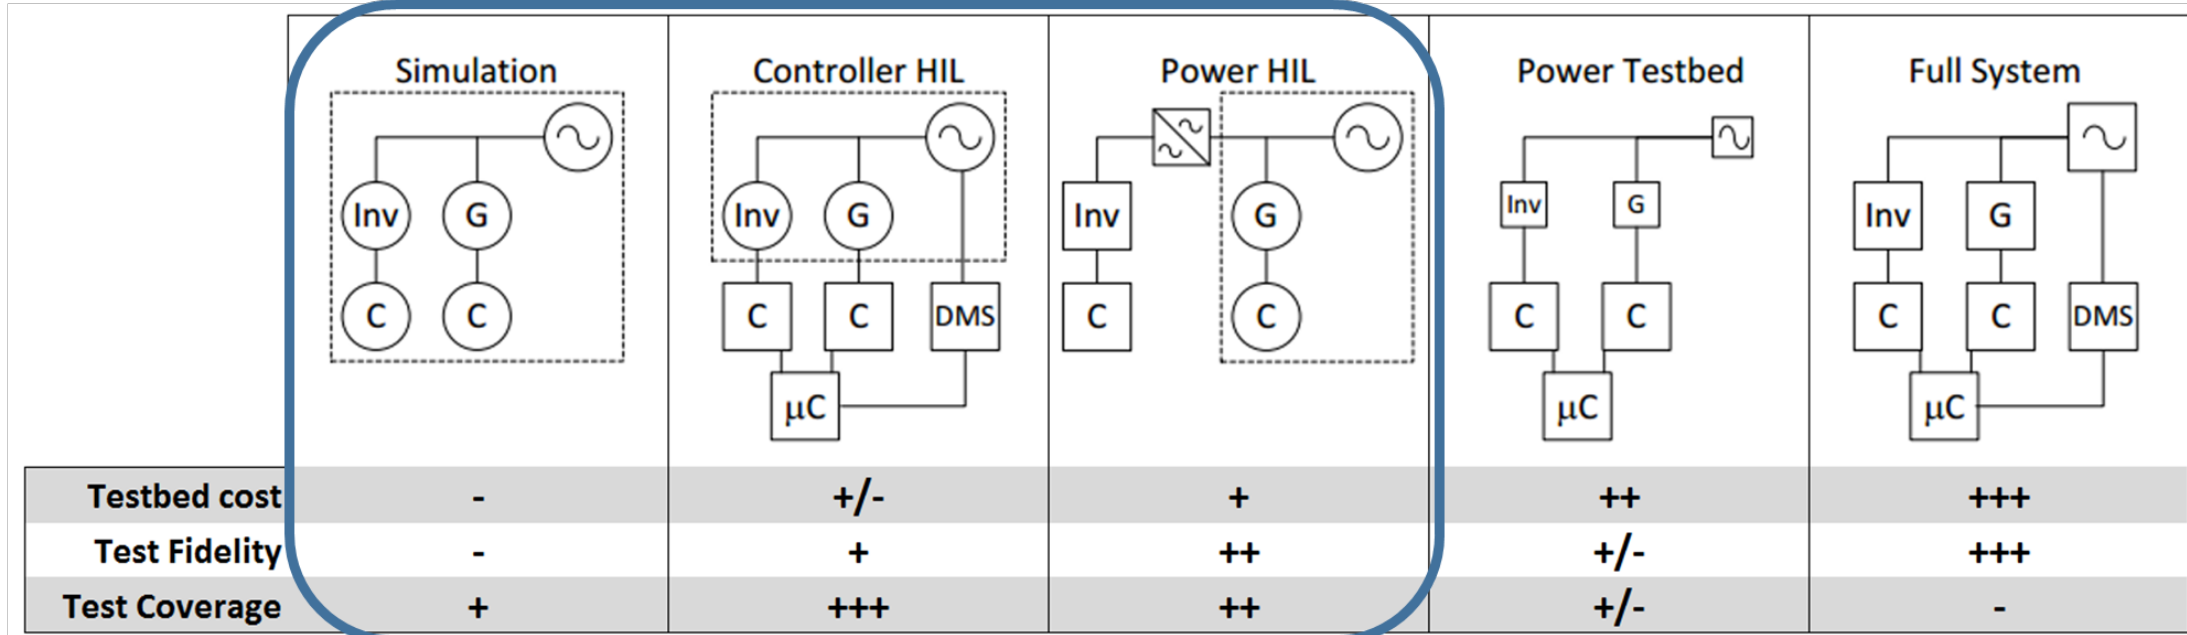 Simulation Controller HIL Power HIL Power Testbed Full System
Inv G Inv G Inv G Inv G Inv G
C C C C DMS C C C C C C DMS
μC μC μC
Testbed cost - +/- + ++ +++
Test Fidelity - + ++ +/- +++
Test Coverage + +++ ++ +/- -